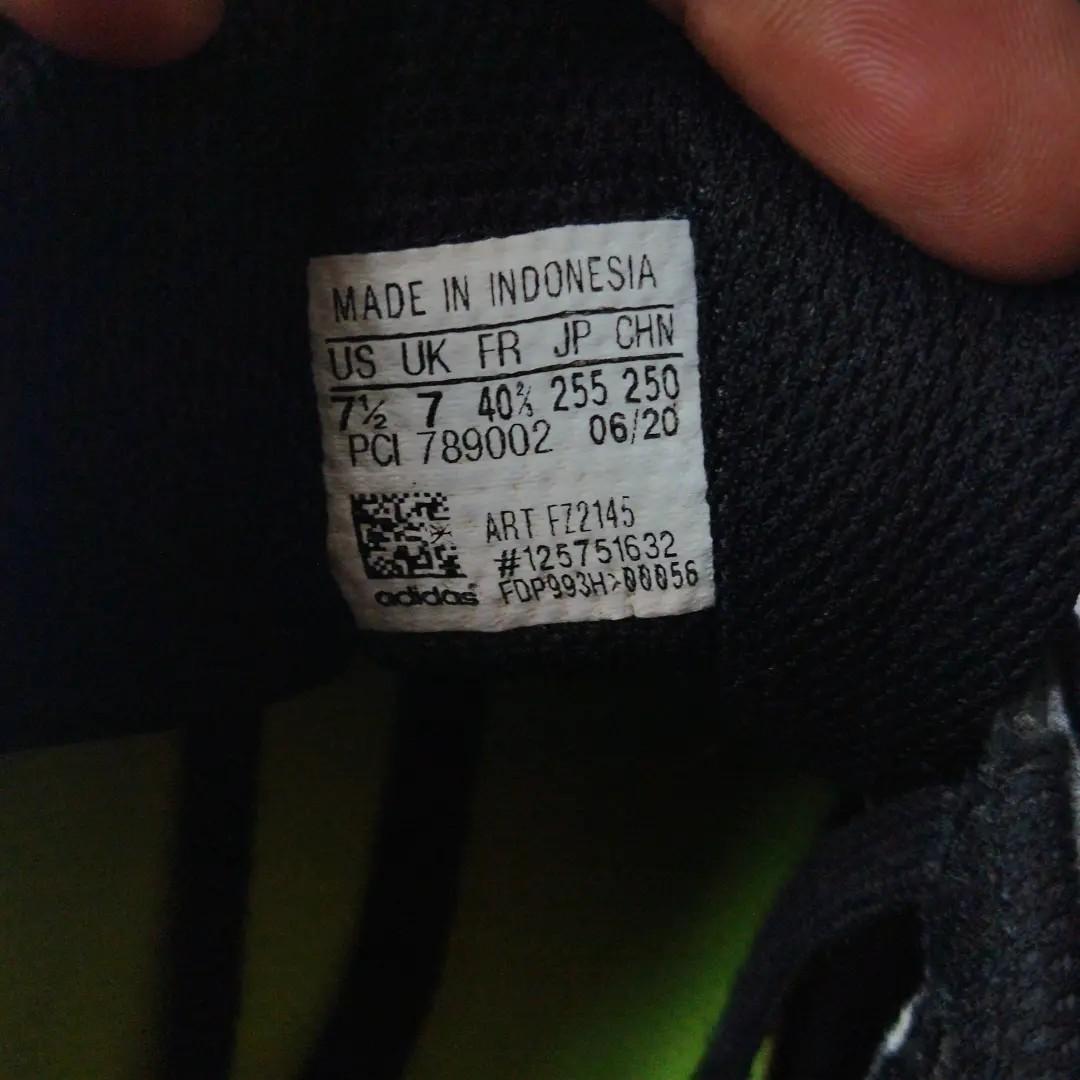 MADE IN INDONESIA
US UK FR JP CHN
7½ 7 40⅔ 255 250
PCI 789002 06/20
ART FZ2145
#125751632
adidas FDP993H>00056